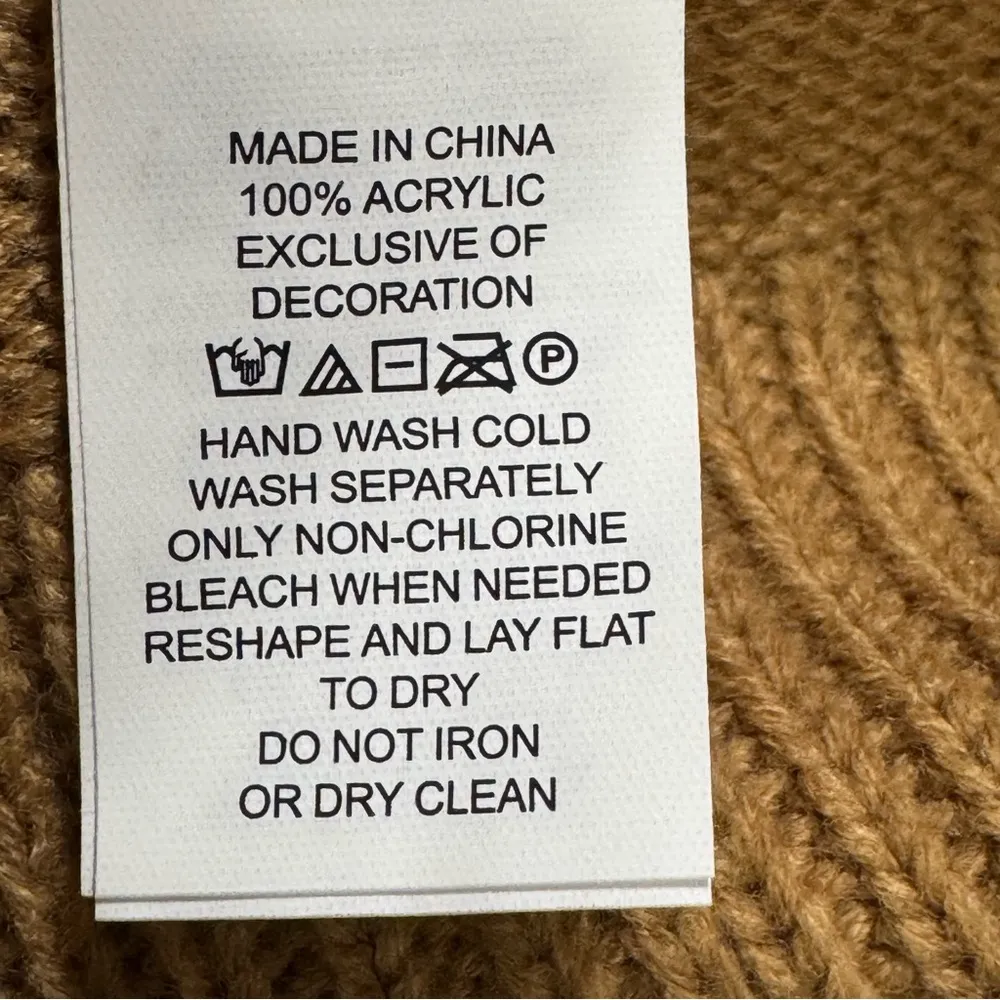 MADE IN CHINA
100% ACRYLIC
EXCLUSIVE OF
DECORATION
P
HAND WASH COLD
WASH SEPARATELY
ONLY NON-CHLORINE
BLEACH WHEN NEEDED
RESHAPE AND LAY FLAT
TO DRY
DO NOT IRON
OR DRY CLEAN